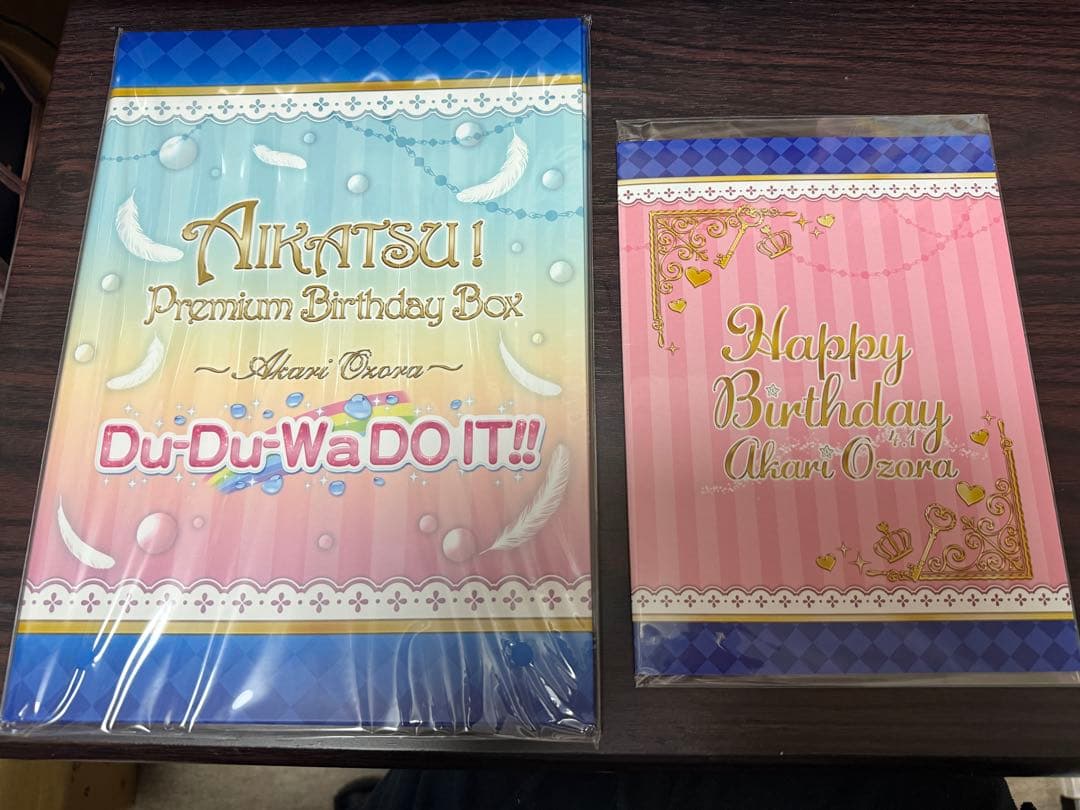 AIKATSU!
Premium Birthday Box
~Akari Ozora~
Du-Du-Wa DO IT!!
Happy
Birthday
4.1
Akari Ozora